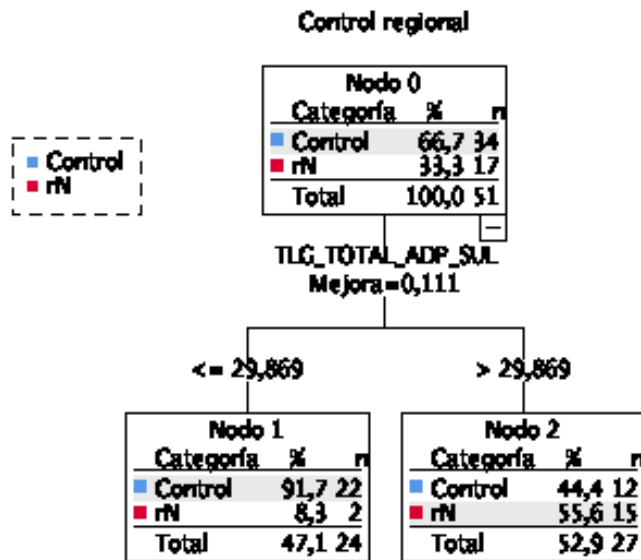 Control regional
Nodo 0
Categoría % n
Control 66,7 34
rN 33,3 17
Total 100,0 51
Control
rN
TLG_TOTAL_ADP_SUL
Mejora=0,111
<= 29,869
> 29,869
Nodo 1
Categoría % n
Control 91,7 22
rN 8,3 2
Total 47,1 24
Nodo 2
Categoría % n
Control 44,4 12
rN 55,6 15
Total 52,9 27